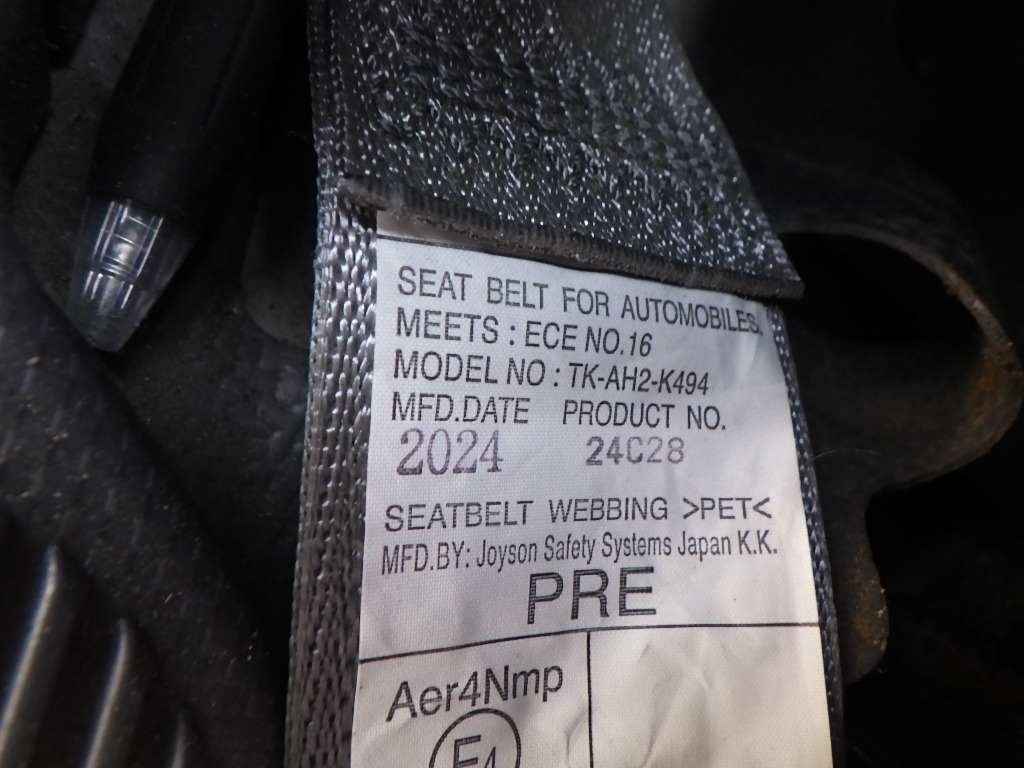 SEAT BELT FOR AUTOMOBILES.
MEETS : ECE NO.16
MODEL NO : TK-AH2-K494
MFD.DATE PRODUCT NO.
2024 24C28
SEATBELT WEBBING >PET<
MFD.BY: Joyson Safety Systems Japan K.K.
PRE
Aer4Nmp
E4